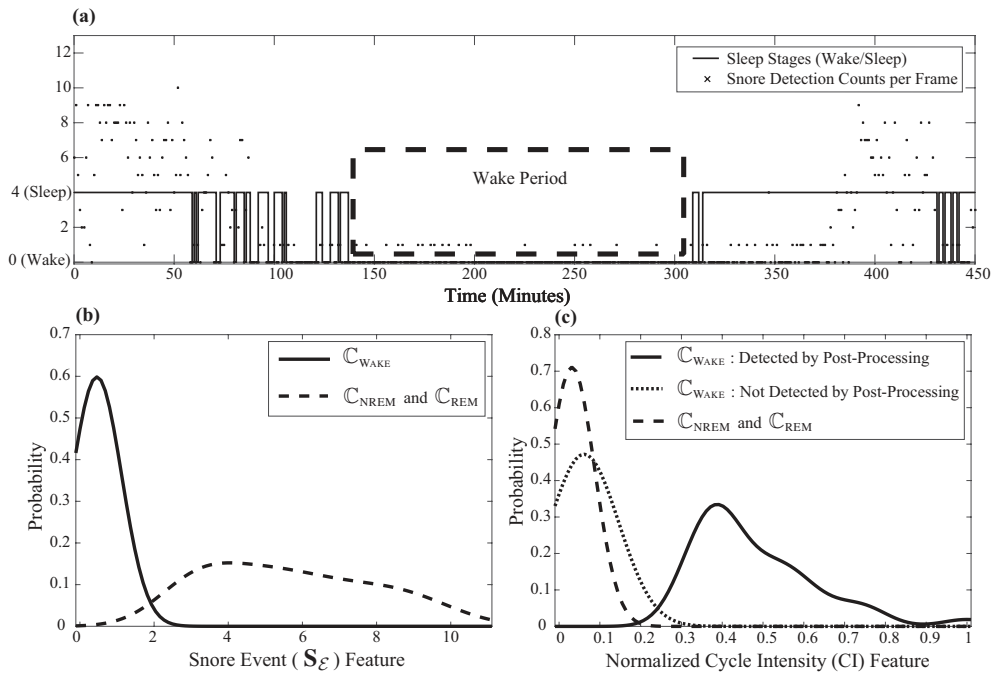 (a)
12
10
8
6
4 (Sleep)
2
0 (Wake)
Sleep Stages (Wake/Sleep)
× Snore Detection Counts per Frame
Wake Period
0 50 100 150 200 250 300 350 400 450
Time (Minutes)
(b)
0.7
0.6
0.5
0.4
0.3
0.2
0.1
0
Probability
ℂWAKE
ℂNREM and ℂREM
0 2 4 6 8 10
Snore Event ( Sℰ ) Feature
(c)
0.8
0.7
0.6
0.5
0.4
0.3
0.2
0.1
0
Probability
ℂWAKE : Detected by Post-Processing
ℂWAKE : Not Detected by Post-Processing
ℂNREM and ℂREM
0 0.1 0.2 0.3 0.4 0.5 0.6 0.7 0.8 0.9 1
Normalized Cycle Intensity (CI) Feature